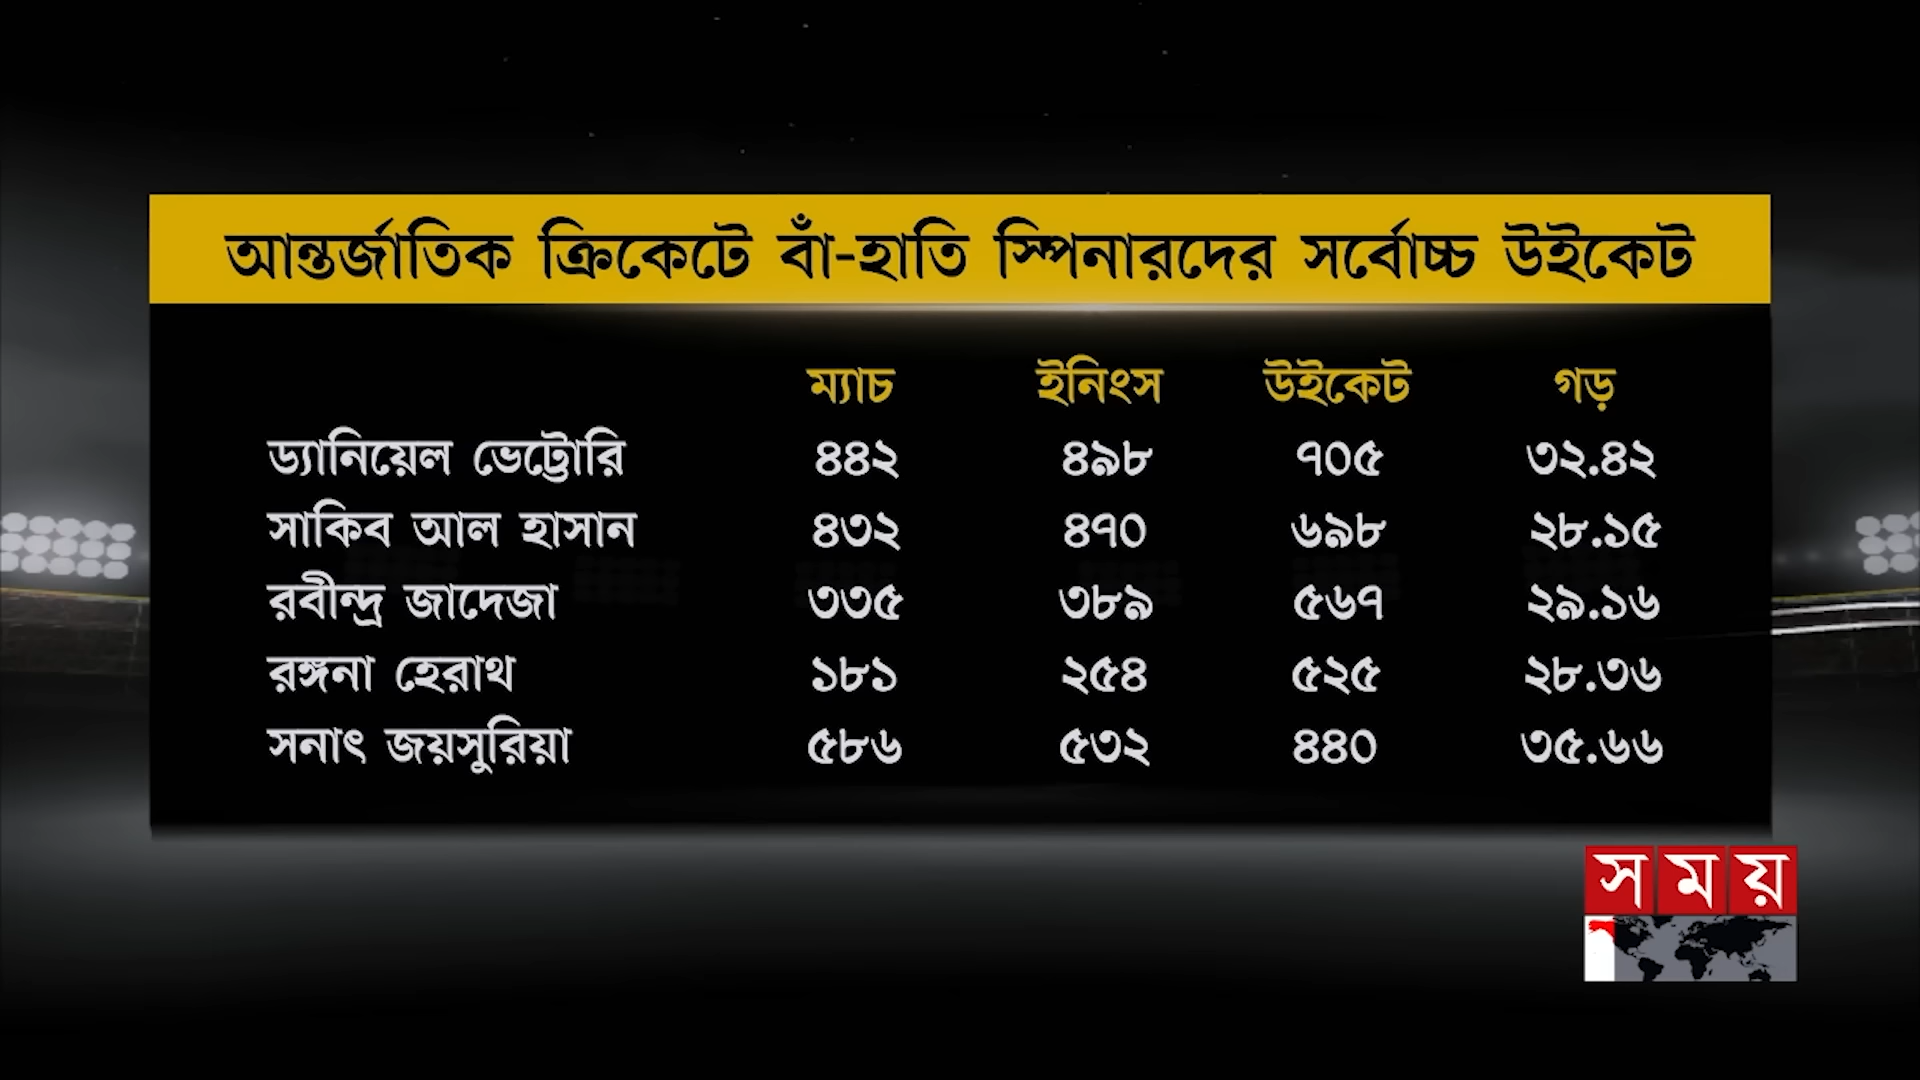 আন্তর্জাতিক ক্রিকেটে বাঁ-হাতি স্পিনারদের সর্বোচ্চ উইকেট
ম্যাচ ইনিংস উইকেট গড়
ড্যানিয়েল ভেট্টোরি ৪৪২ ৪৯৮ ৭০৫ ৩২.৪২
সাকিব আল হাসান ৪৩২ ৪৭০ ৬৯৮ ২৮.১৫
রবীন্দ্র জাদেজা ৩৩৫ ৩৮৯ ৫৬৭ ২৯.১৬
রঙ্গনা হেরাথ ১৮১ ২৫৪ ৫২৫ ২৮.৩৬
সনাৎ জয়সুরিয়া ৫৮৬ ৫৩২ ৪৪০ ৩৫.৬৬
সময়